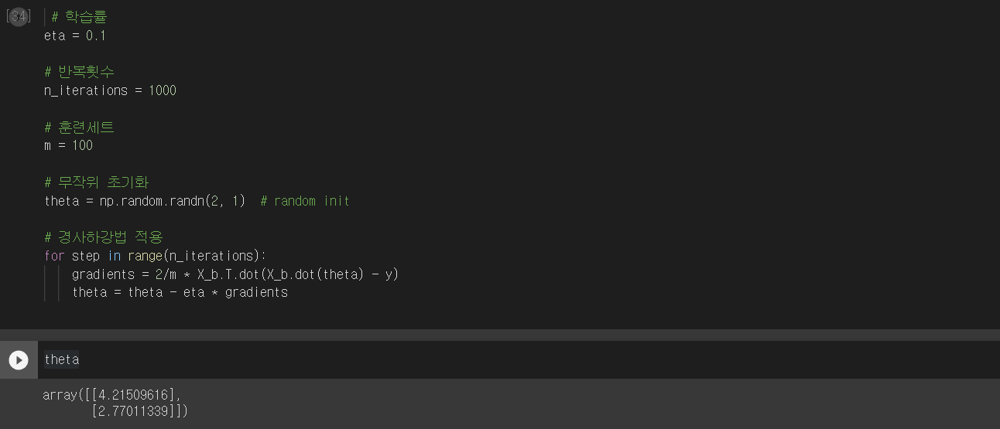 [34] # 학습률
eta = 0.1
# 반복횟수
n_iterations = 1000
# 훈련세트
m = 100
# 무작위 초기화
theta = np.random.randn(2, 1)  # random init
# 경사하강법 적용
for step in range(n_iterations):
    gradients = 2/m * X_b.T.dot(X_b.dot(theta) - y)
    theta = theta - eta * gradients
theta
array([[4.21509616],
       [2.77011339]])